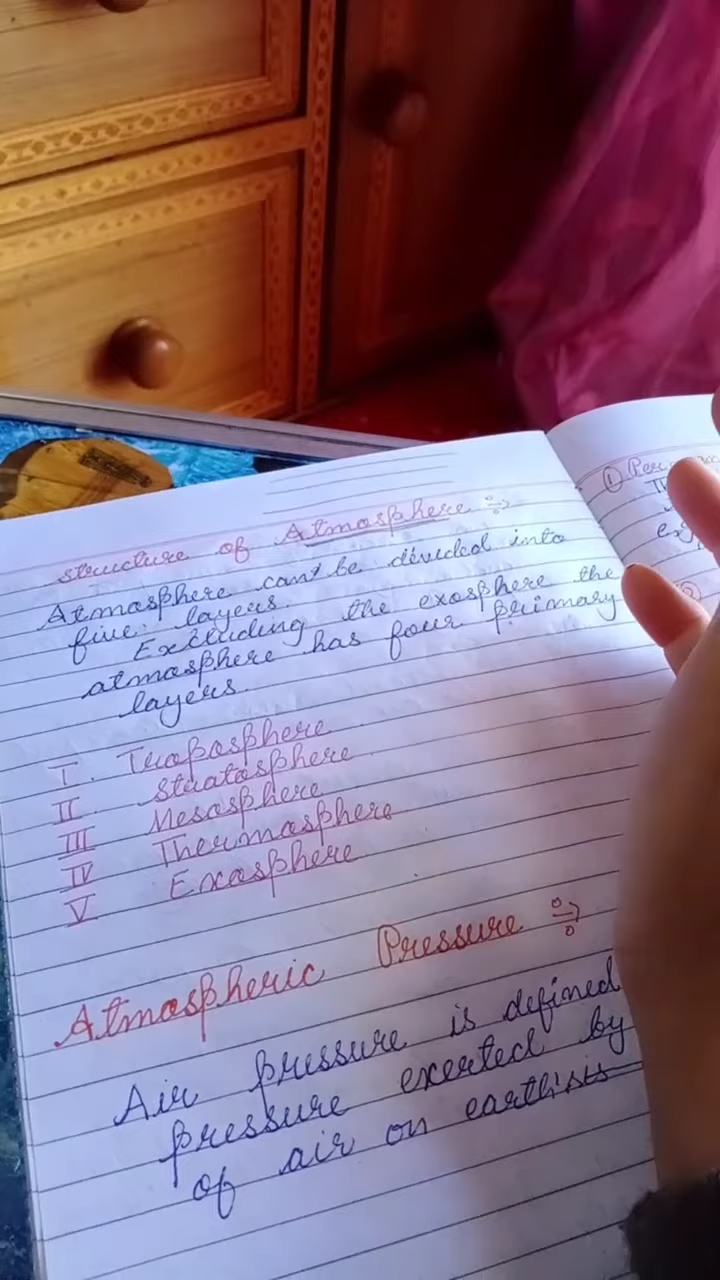 structure of Atmosphere
Atmosphere can't be divided into
five layers.
Excluding the exosphere the
atmosphere has four primary
layers.
I. Troposphere
II Stratosphere
III Mesosphere
IV Thermosphere
V Exosphere
Atmospheric Pressure
Air pressure is defined
pressure exerted by
of air on earth
①
②